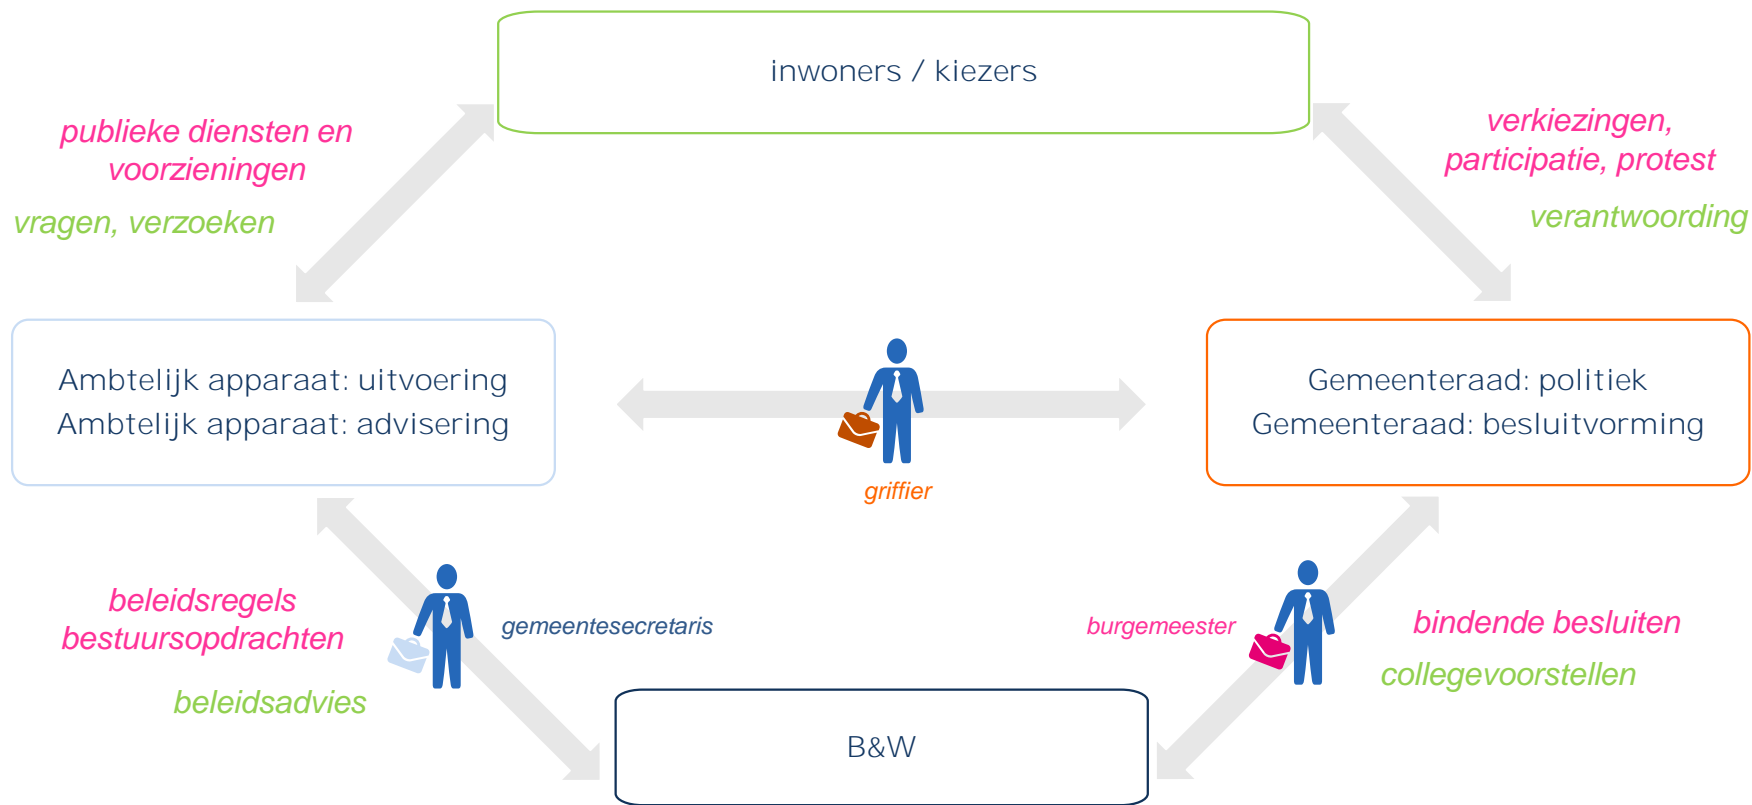 inwoners / kiezers
publieke diensten en
voorzieningen
vragen, verzoeken
verkiezingen,
participatie, protest
verantwoording
Ambtelijk apparaat: uitvoering
Ambtelijk apparaat: advisering
griffier
Gemeenteraad: politiek
Gemeenteraad: besluitvorming
beleidsregels
bestuursopdrachten
beleidsadvies
gemeentesecretaris
burgemeester
bindende besluiten
collegevoorstellen
B&W